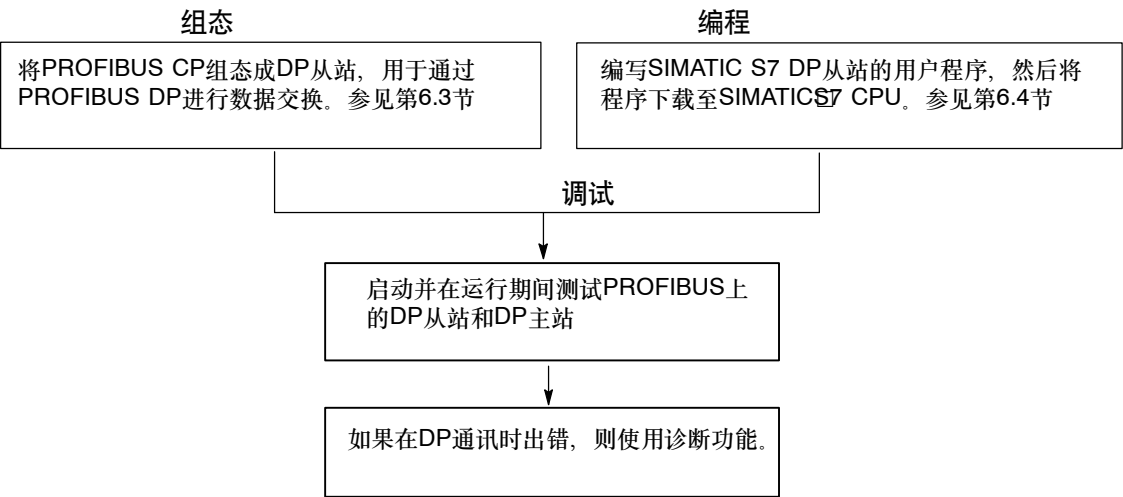 组态
将PROFIBUS CP组态成DP从站，用于通过
PROFIBUS DP进行数据交换。参见第6.3节
编程
编写SIMATIC S7 DP从站的用户程序，然后将
程序下载至SIMATIC S7 CPU。参见第6.4节
调试
启动并在运行期间测试PROFIBUS上
的DP从站和DP主站
如果在DP通讯时出错，则使用诊断功能。